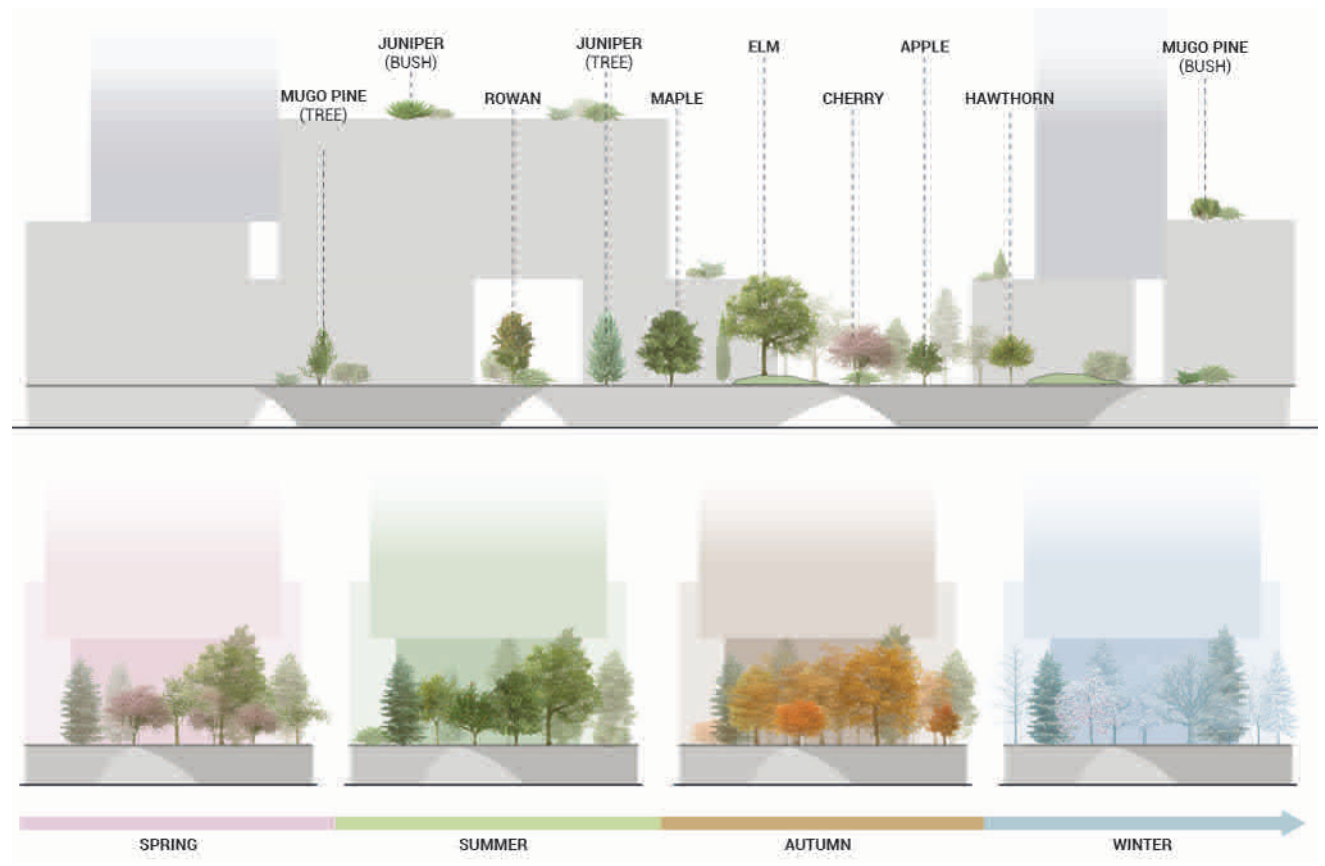 JUNIPER
(BUSH)
JUNIPER
(TREE)
ELM
APPLE
MUGO PINE
(BUSH)
MUGO PINE
(TREE)
ROWAN
MAPLE
CHERRY
HAWTHORN
SPRING
SUMMER
AUTUMN
WINTER